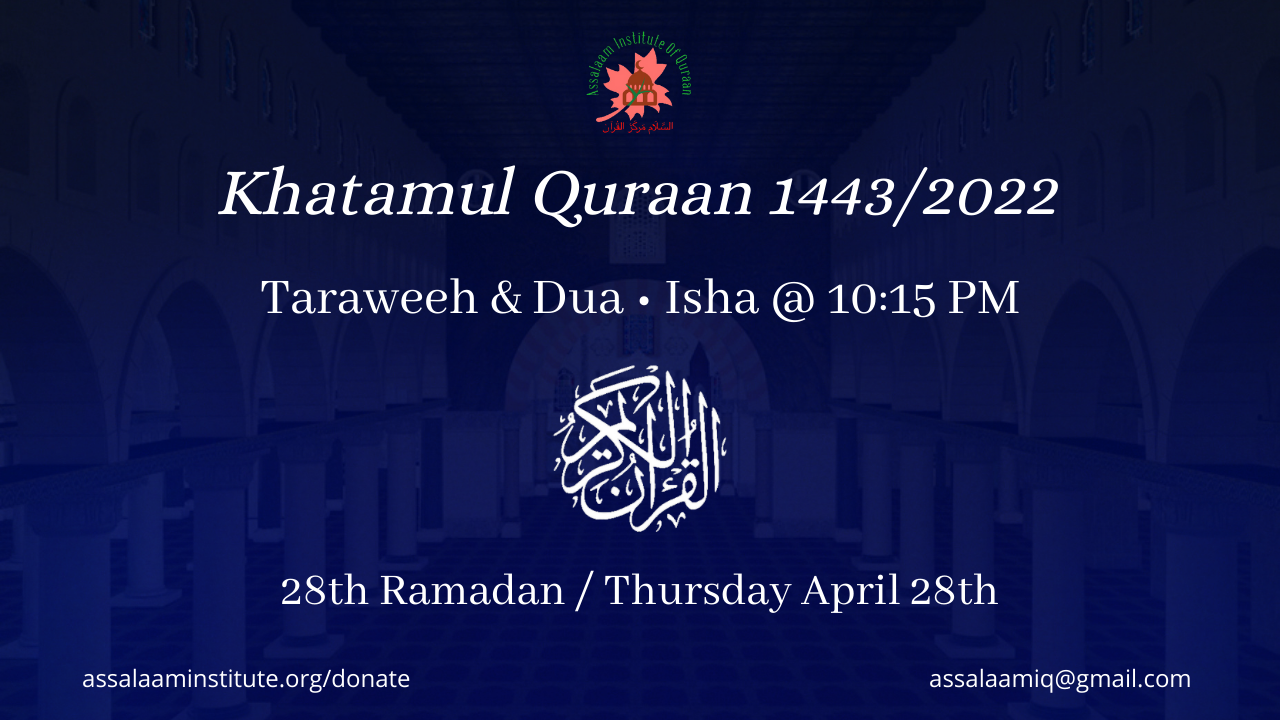 Assalaam Institute Of Quraan
السلام مركز القرآن
Khatamul Quraan 1443/2022
Taraweeh & Dua • Isha @ 10:15 PM
القرآن الكريم
28th Ramadan / Thursday April 28th
assalaaminstitute.org/donate
assalaamiq@gmail.com